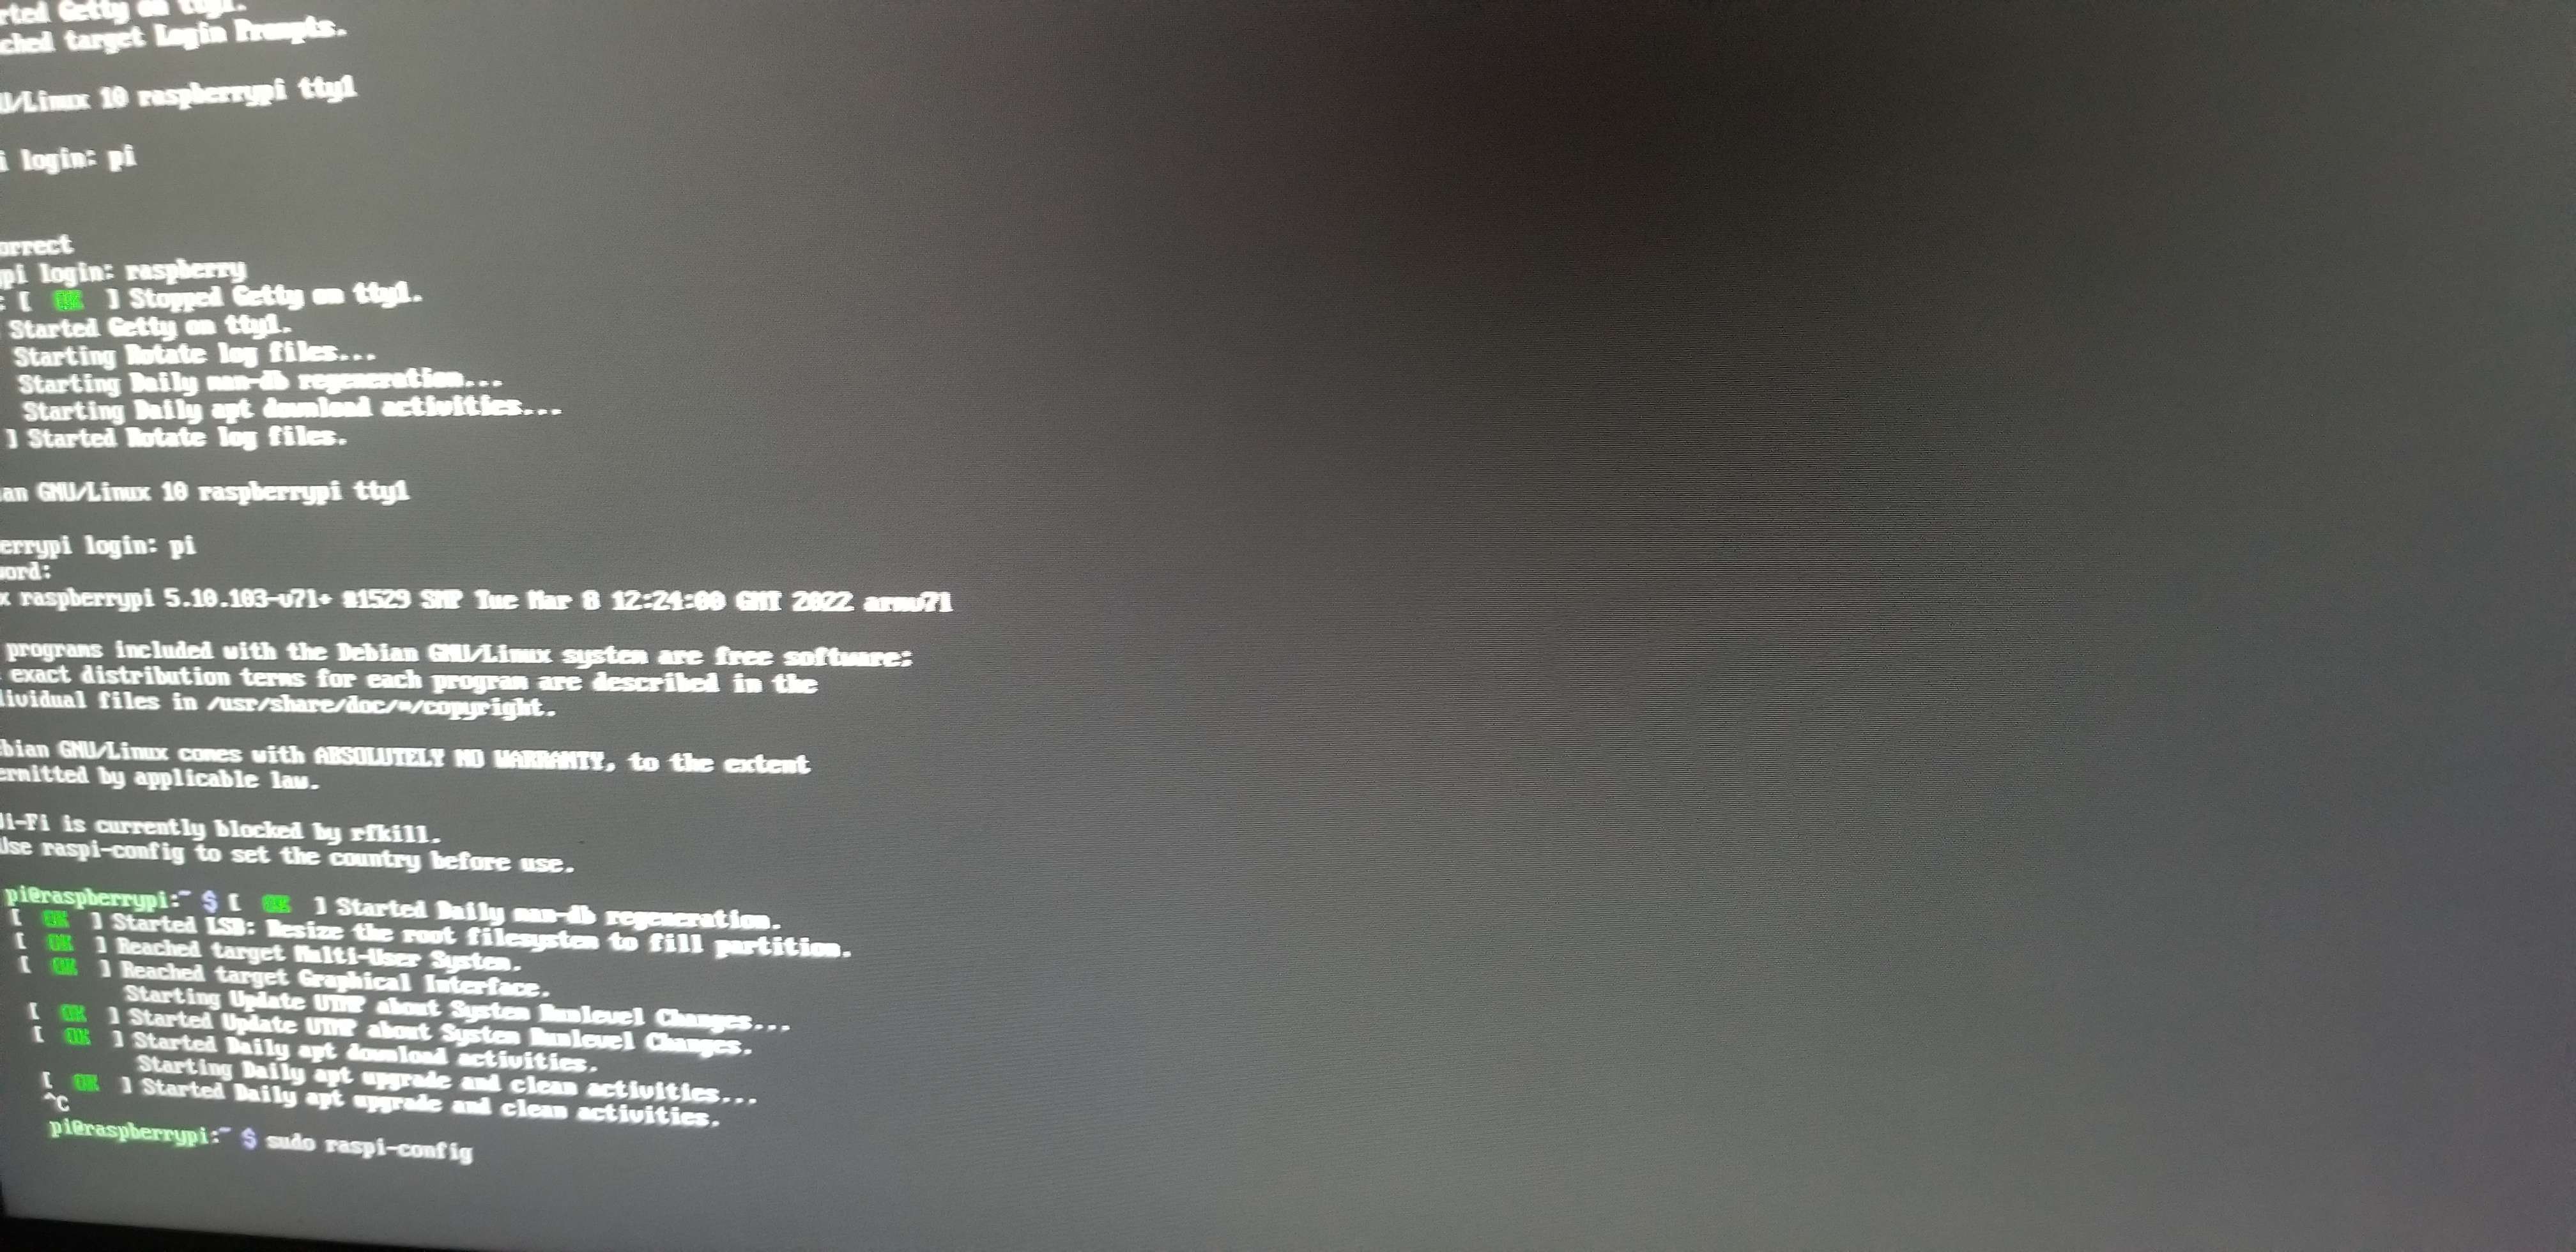 rted Getty on tty1.
ched target Login Prompts.
U/Linux 10 raspberrypi tty1
i login: pi
orrect
pi login: raspberry
: [ OK ] Stopped Getty on tty1.
Started Getty on tty1.
Starting Rotate log files...
Starting Daily man-db regeneration...
Starting Daily apt download activities...
] Started Rotate log files.
an GNU/Linux 10 raspberrypi tty1
errypi login: pi
word:
x raspberrypi 5.10.103-v7l+ #1529 SMP Tue Mar 8 12:24:00 GMT 2022 armv7l
programs included with the Debian GNU/Linux system are free software;
exact distribution terms for each program are described in the
dividual files in /usr/share/doc/*/copyright.
bian GNU/Linux comes with ABSOLUTELY NO WARRANTY, to the extent
ermitted by applicable law.
Wi-Fi is currently blocked by rfkill.
Use raspi-config to set the country before use.
pi@raspberrypi:~ $ [ OK ] Started Daily man-db regeneration.
[ OK ] Started LSB: Resize the root filesystem to fill partition.
[ OK ] Reached target Multi-User System.
[ OK ] Reached target Graphical Interface.
Starting Update UTMP about System Runlevel Changes...
[ OK ] Started Update UTMP about System Runlevel Changes.
[ OK ] Started Daily apt download activities.
Starting Daily apt upgrade and clean activities...
[ OK ] Started Daily apt upgrade and clean activities.
^C
pi@raspberrypi:~ $ sudo raspi-config